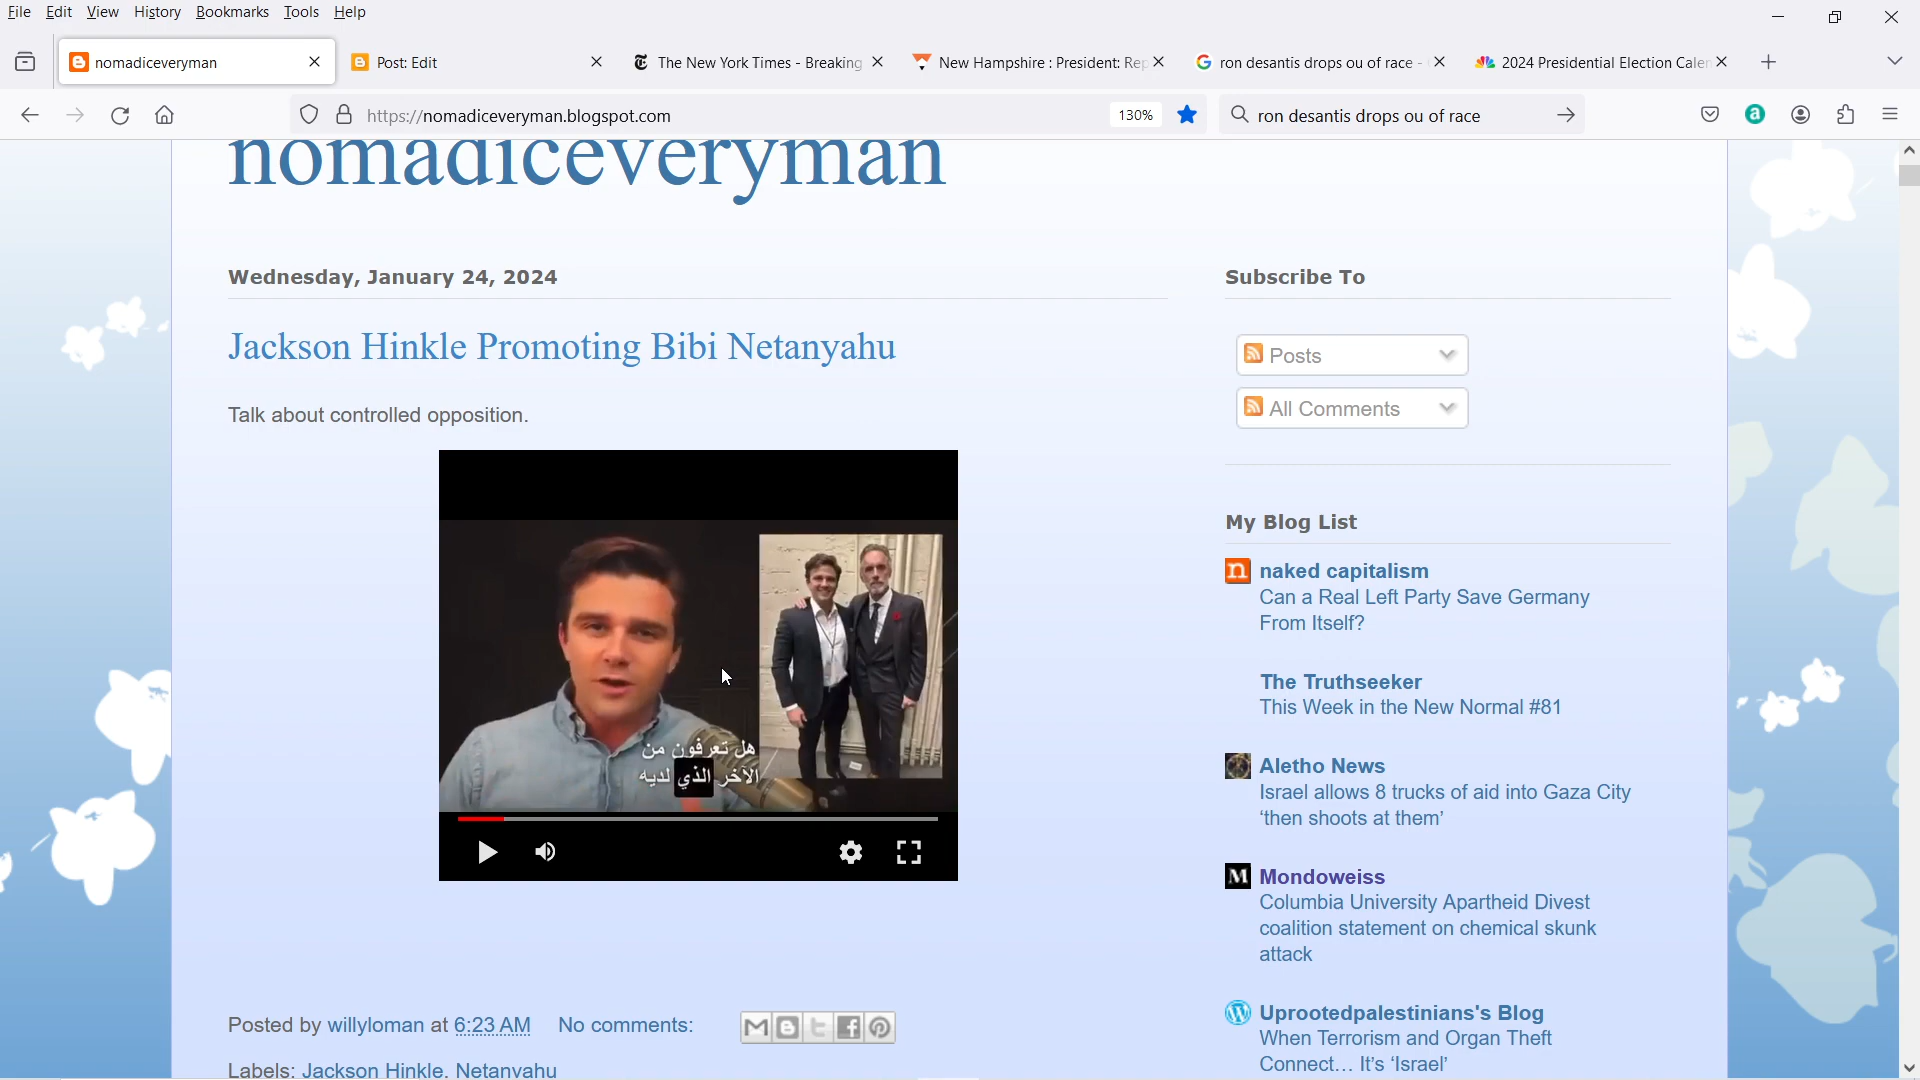 File Edit View History Bookmarks Tools Help
nomadiceveryman
Post: Edit
The New York Times - Breaking
New Hampshire : President: Rep
ron desantis drops ou of race -
2024 Presidential Election Calen
https://nomadiceveryman.blogspot.com
130%
ron desantis drops ou of race
nomadiceveryman
Wednesday, January 24, 2024
Jackson Hinkle Promoting Bibi Netanyahu
Talk about controlled opposition.
هل تعرفون من
الآخر الذي لديه
Posted by willyloman at 6:23 AM No comments:
Labels: Jackson Hinkle, Netanyahu
Subscribe To
Posts
All Comments
My Blog List
naked capitalism
Can a Real Left Party Save Germany
From Itself?
The Truthseeker
This Week in the New Normal #81
Aletho News
Israel allows 8 trucks of aid into Gaza City
‘then shoots at them’
M Mondoweiss
Columbia University Apartheid Divest
coalition statement on chemical skunk
attack
Uprootedpalestinians's Blog
When Terrorism and Organ Theft
Connect… It’s ‘Israel’